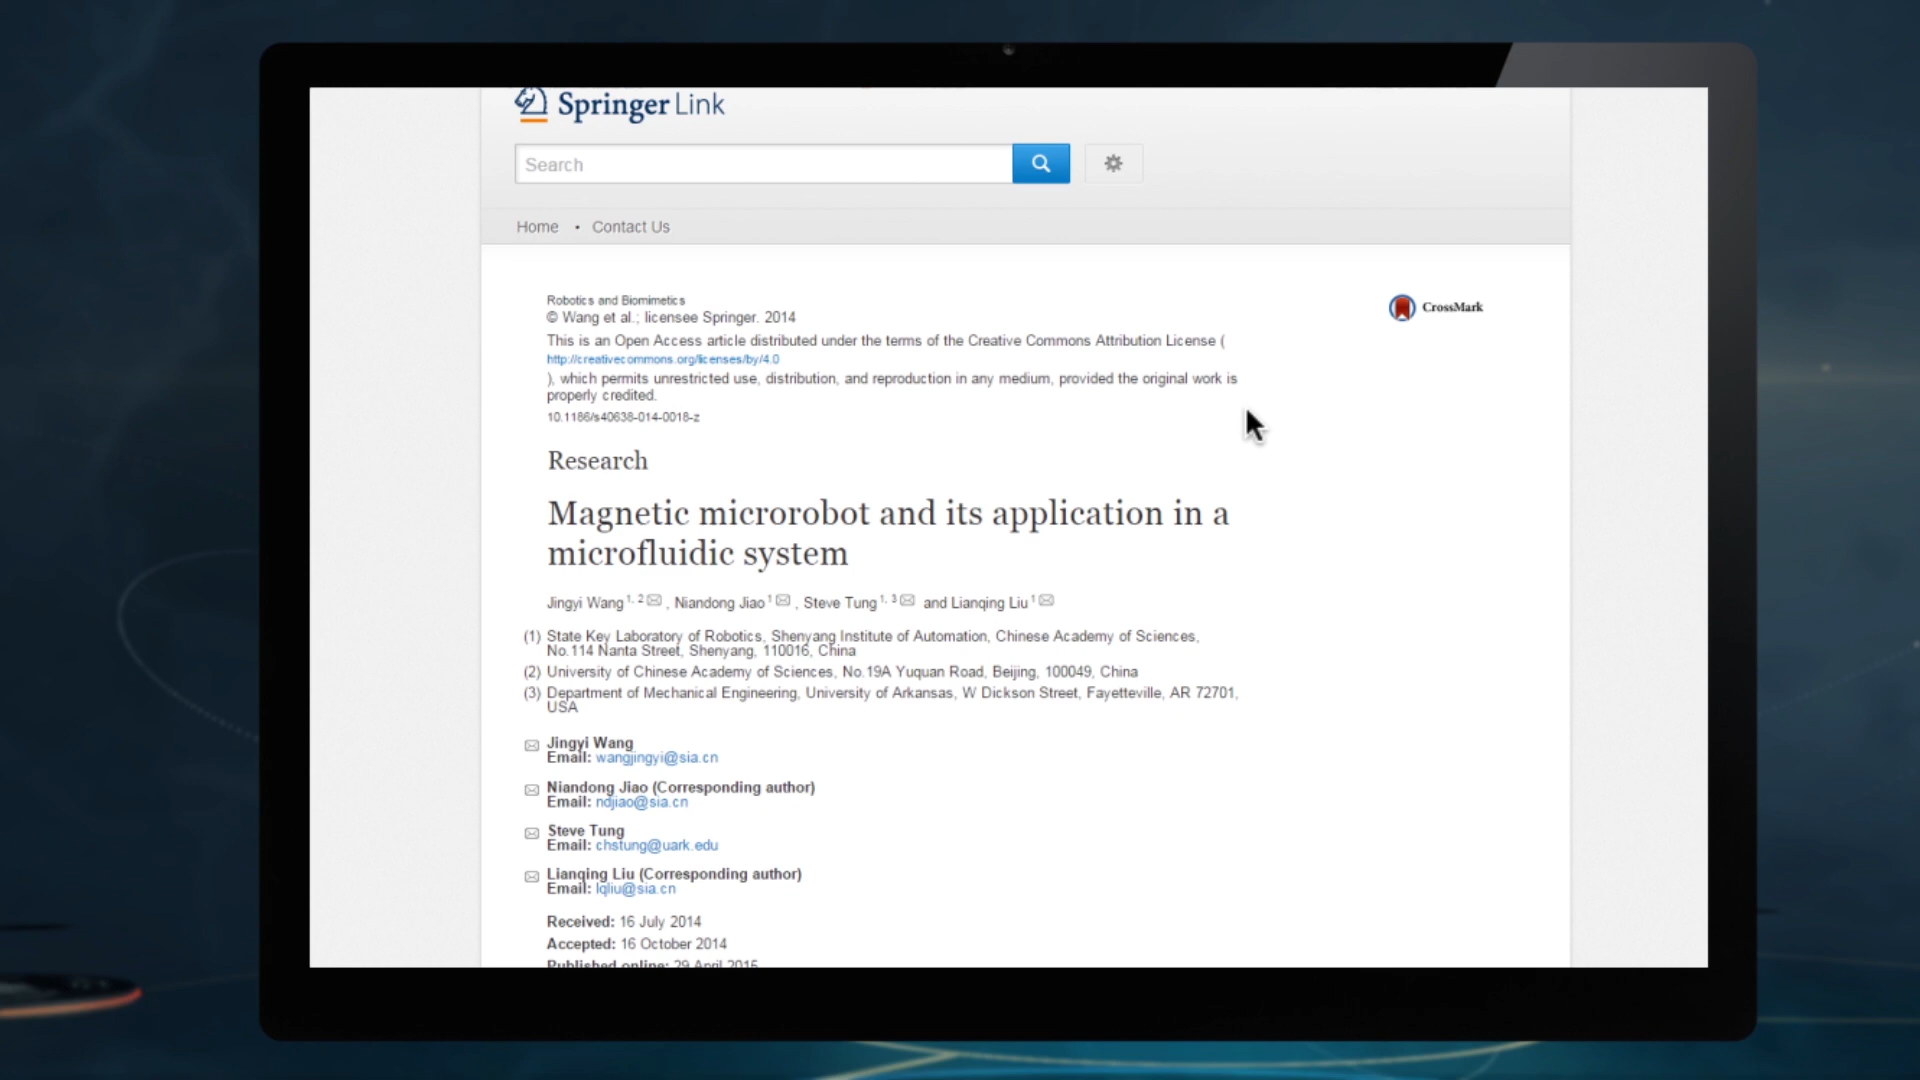 Springer Link
Search
Home • Contact Us
Robotics and Biomimetics
© Wang et al.; licensee Springer. 2014
CrossMark
This is an Open Access article distributed under the terms of the Creative Commons Attribution License (
http://creativecommons.org/licenses/by/4.0
), which permits unrestricted use, distribution, and reproduction in any medium, provided the original work is
properly credited.
10.1186/s40638-014-0018-z
Research
Magnetic microrobot and its application in a
microfluidic system
Jingyi Wang 1, 2 , Niandong Jiao 1 , Steve Tung 1, 3 and Lianqing Liu 1
(1) State Key Laboratory of Robotics, Shenyang Institute of Automation, Chinese Academy of Sciences,
No.114 Nanta Street, Shenyang, 110016, China
(2) University of Chinese Academy of Sciences, No.19A Yuquan Road, Beijing, 100049, China
(3) Department of Mechanical Engineering, University of Arkansas, W Dickson Street, Fayetteville, AR 72701,
USA
Jingyi Wang
Email: wangjingyi@sia.cn
Niandong Jiao (Corresponding author)
Email: ndjiao@sia.cn
Steve Tung
Email: chstung@uark.edu
Lianqing Liu (Corresponding author)
Email: lqliu@sia.cn
Received: 16 July 2014
Accepted: 16 October 2014
Published online: 29 April 2015